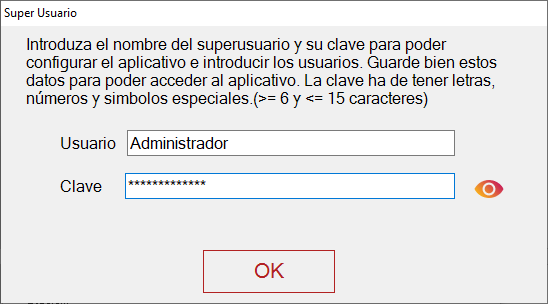 Super Usuario
Introduza el nombre del superusuario y su clave para poder
configurar el aplicativo e introducir los usuarios. Guarde bien estos
datos para poder acceder al aplicativo. La clave ha de tener letras,
números y simbolos especiales.(>= 6 y <= 15 caracteres)
Usuario Administrador
Clave *************
OK